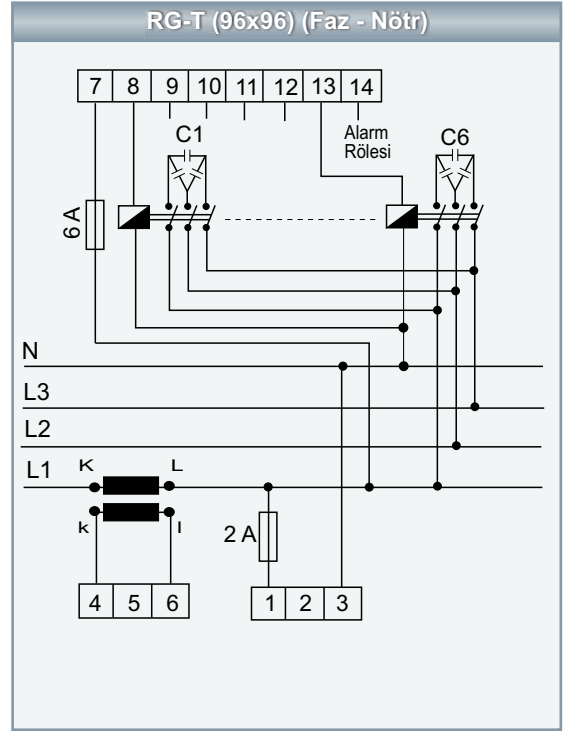 RG-T (96x96) (Faz - Nötr)
7 8 9 10 11 12 13 14
Alarm
Rölesi
C1
C6
6 A
N
L3
L2
L1
K L
k l
2 A
4 5 6
1 2 3